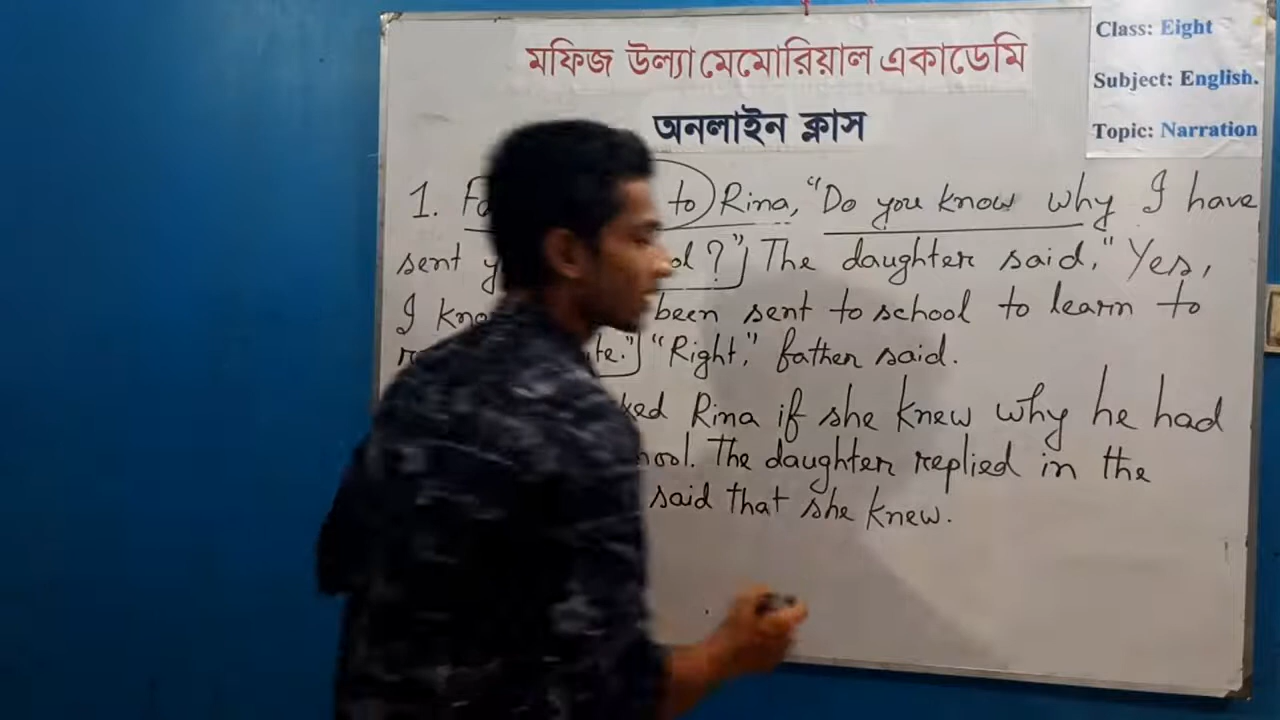 মফিজ উল্যা মেমোরিয়াল একাডেমি
অনলাইন ক্লাস
Class: Eight
Subject: English.
Topic: Narration
1. to Rina, "Do you know why I have
sent ?" The daughter said, "Yes,
I been sent to school to learn to
"Right," father said.
Rina if she knew why he had
The daughter replied in the
said that she knew.